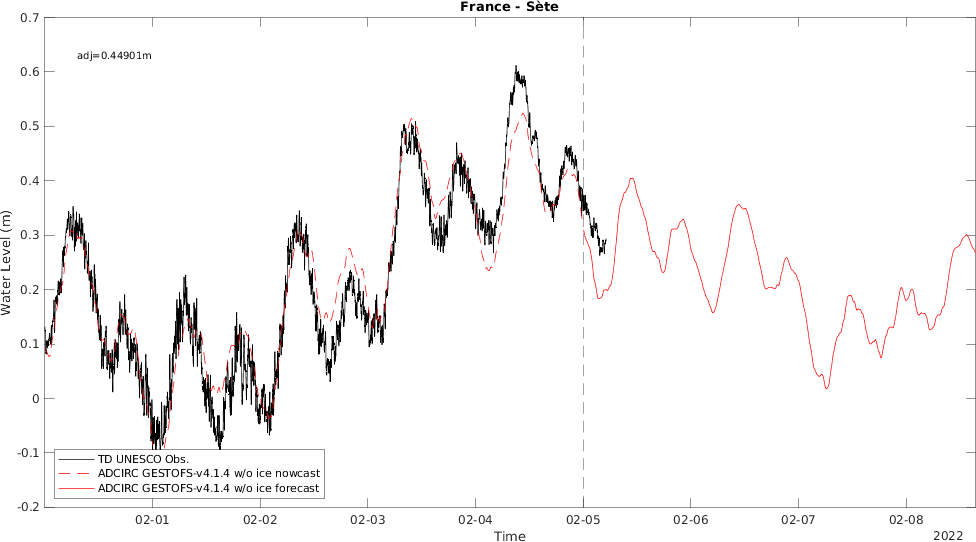 France - Sète
adj=0.44901m
0.7
0.6
0.5
0.4
0.3
0.2
0.1
0
-0.1
-0.2
Water Level (m)
TD UNESCO Obs.
ADCIRC GESTOFS-v4.1.4 w/o ice nowcast
ADCIRC GESTOFS-v4.1.4 w/o ice forecast
02-01 02-02 02-03 02-04 02-05 02-06 02-07 02-08
Time
2022